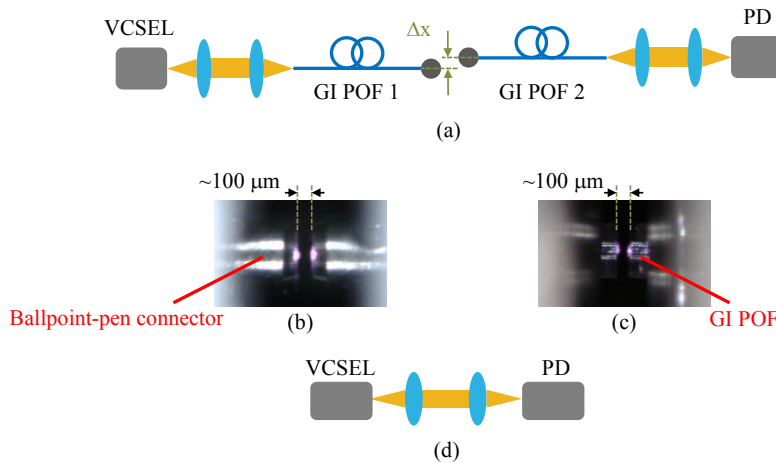 VCSEL
PD
Δx
GI POF 1
GI POF 2
(a)
~100 μm
~100 μm
Ballpoint-pen connector
GI POF
(b)
(c)
VCSEL
PD
(d)